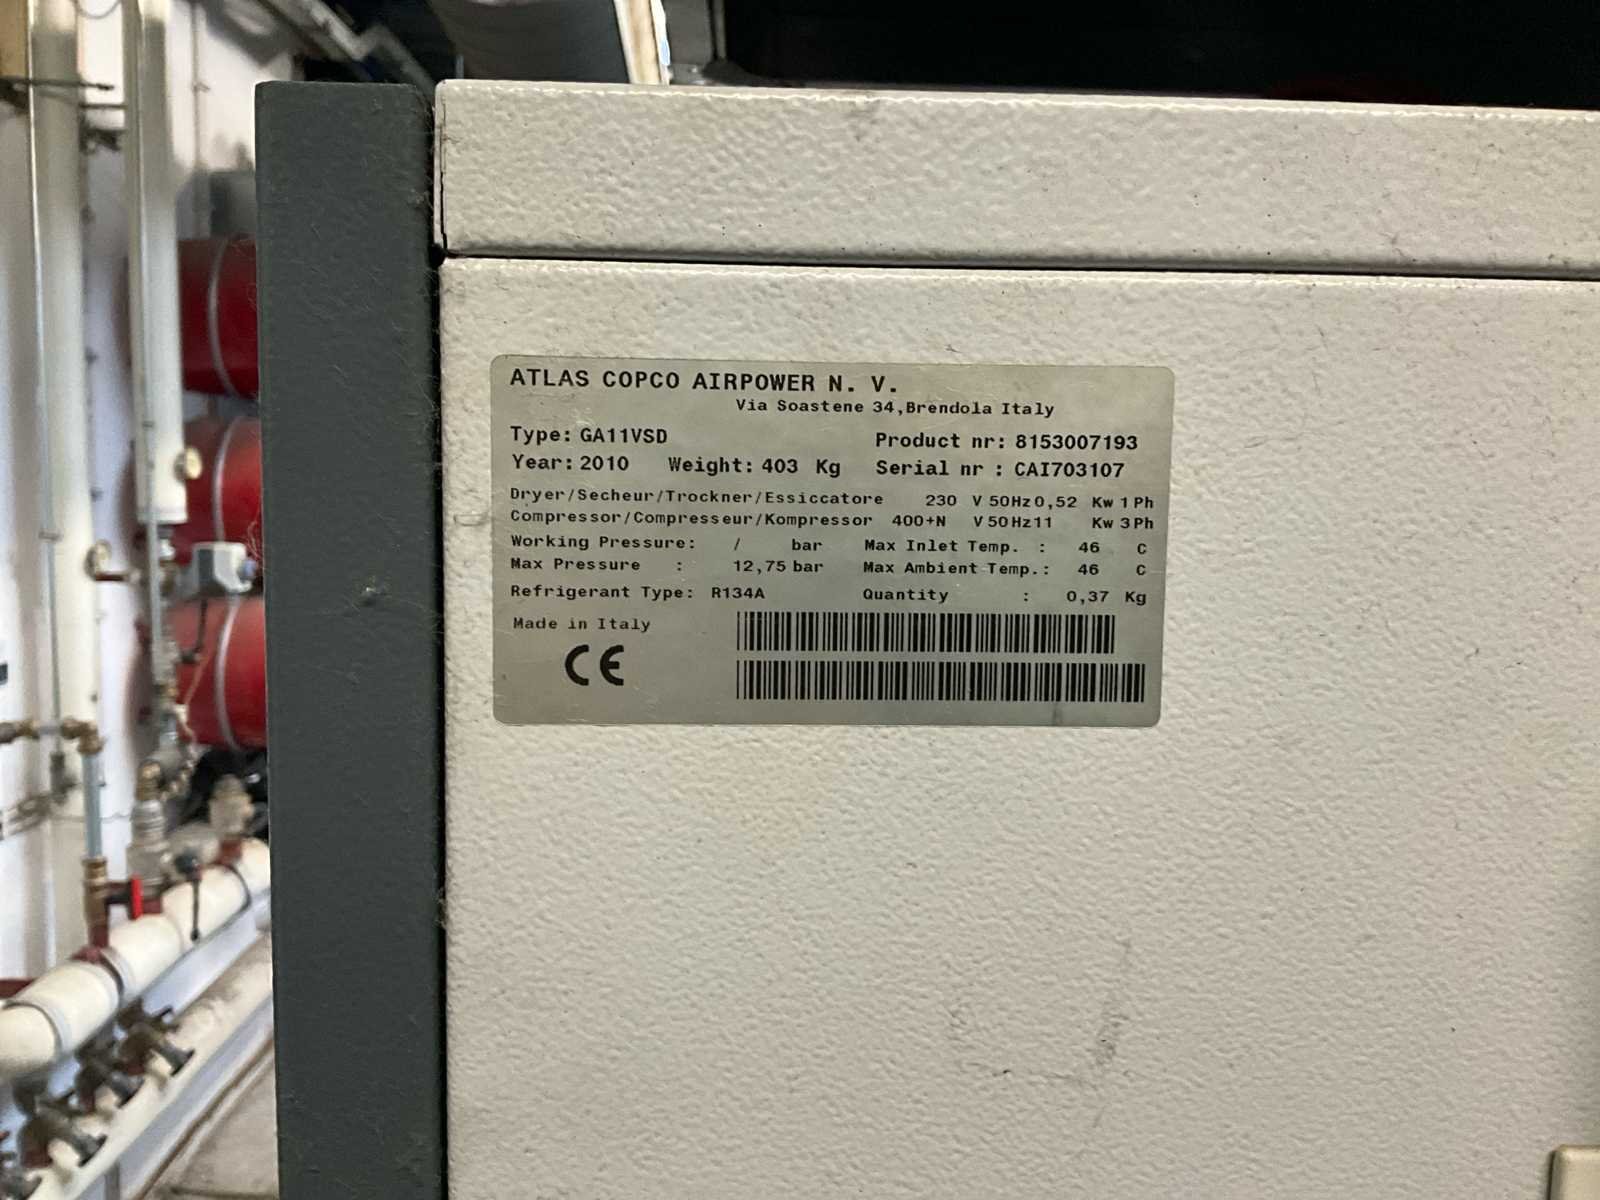 ATLAS COPCO AIRPOWER N. V.
Via Soastene 34, Brendola Italy
Type: GA11VSD Product nr: 8153007193
Year: 2010 Weight: 403 Kg Serial nr : CAI703107
Dryer/Secheur/Trockner/Essiccatore 230 V 50Hz 0,52 Kw 1 Ph
Compressor/Compresseur/Kompressor 400+N V 50Hz 11 Kw 3 Ph
Working Pressure: / bar Max Inlet Temp. : 46 C
Max Pressure : 12,75 bar Max Ambient Temp.: 46 C
Refrigerant Type: R134A Quantity : 0,37 Kg
Made in Italy
CE